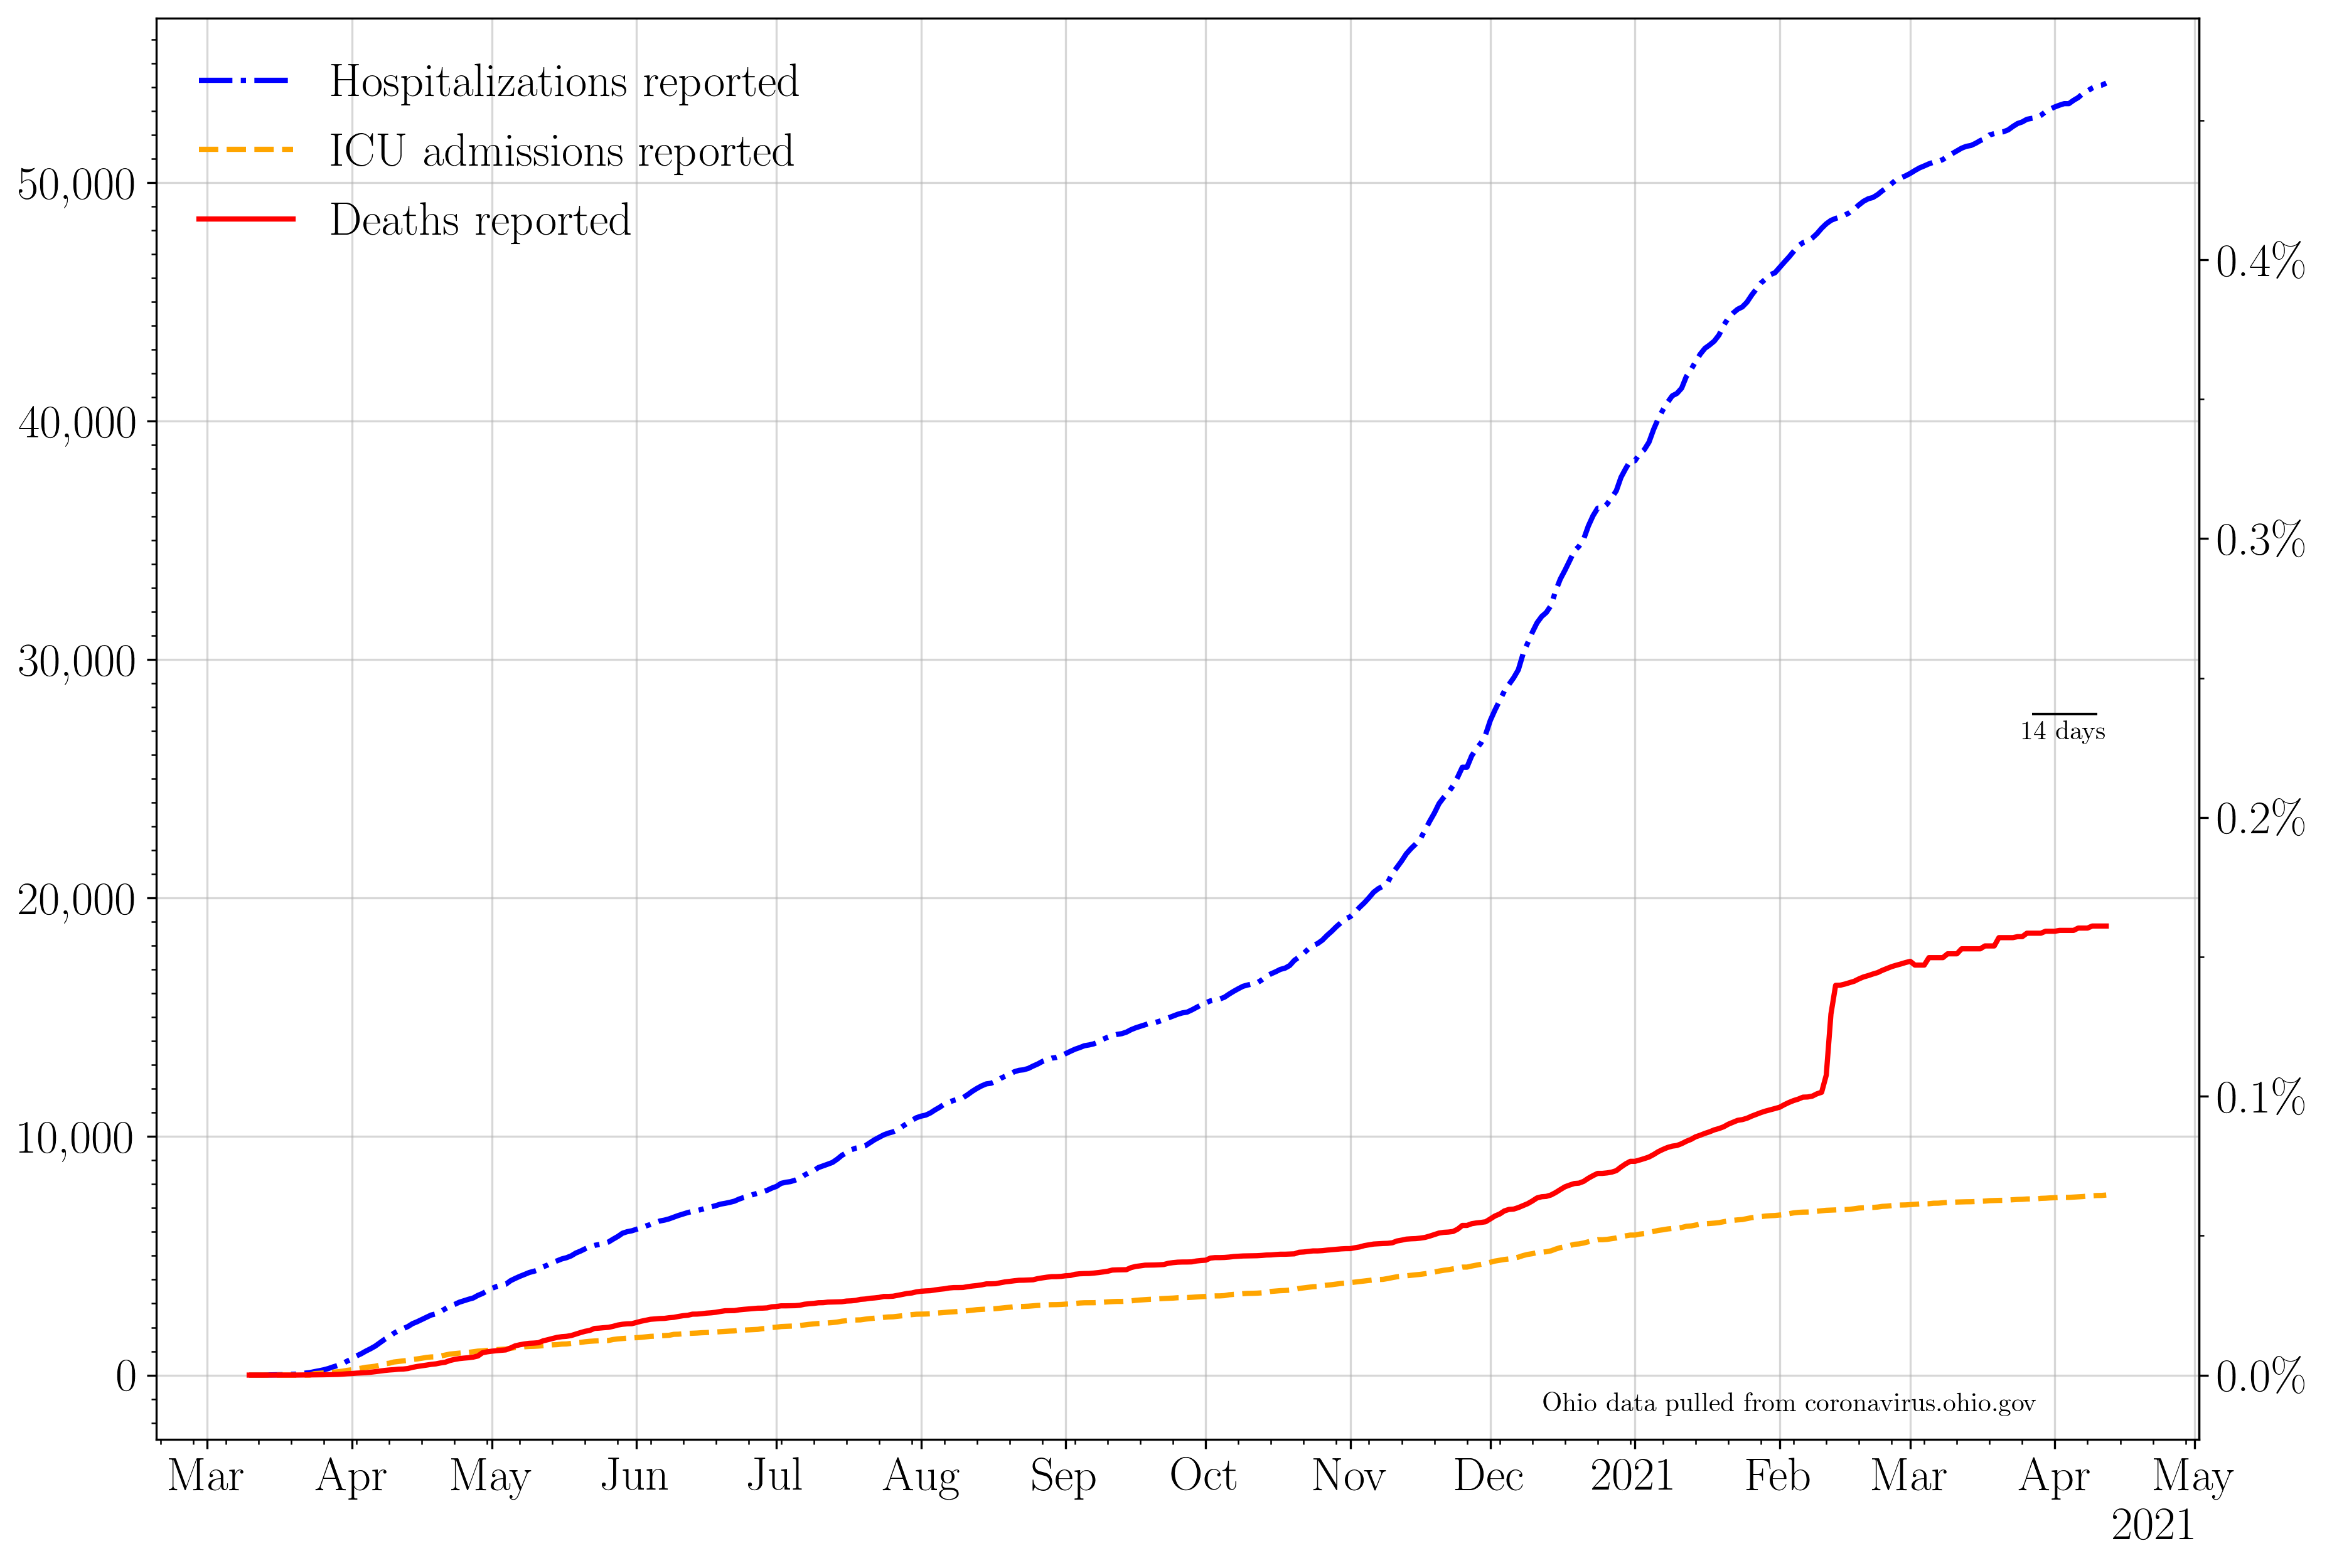 Hospitalizations reported
ICU admissions reported
Deaths reported
50,000
40,000
30,000
20,000
10,000
0
0.4%
0.3%
0.2%
0.1%
0.0%
14 days
Ohio data pulled from coronavirus.ohio.gov
Mar Apr May Jun Jul Aug Sep Oct Nov Dec 2021 Feb Mar Apr May
2021